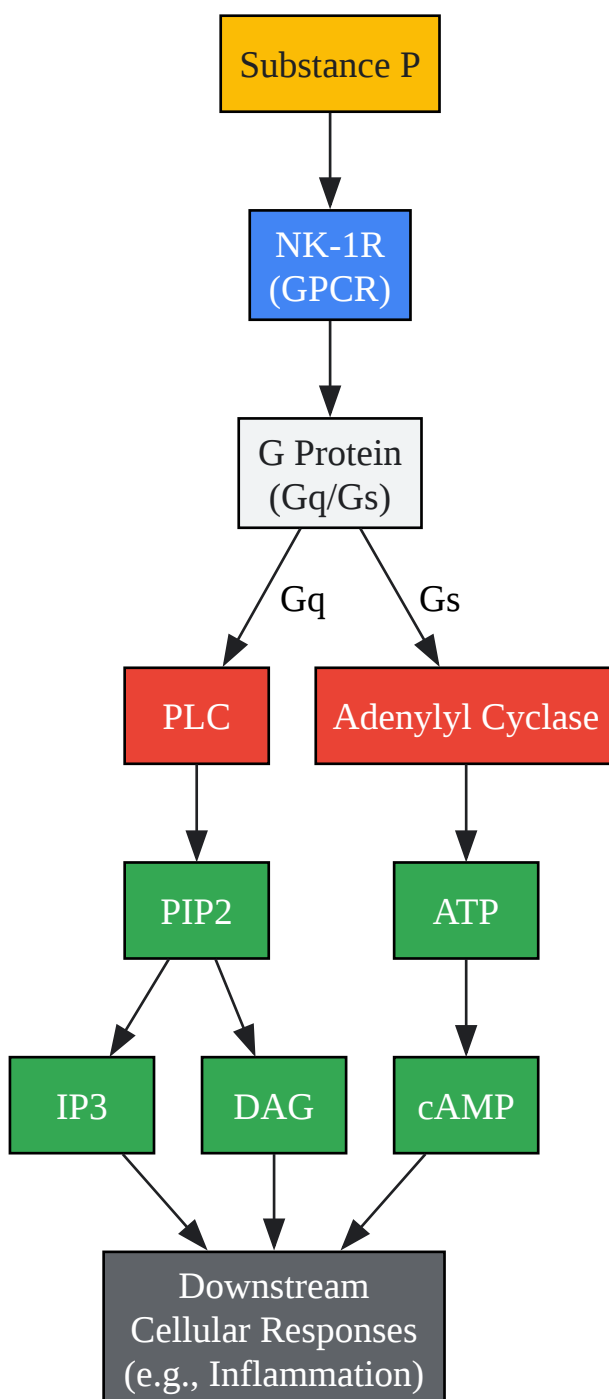 Substance P
NK-1R
(GPCR)
G Protein
(Gq/Gs)
Gq
Gs
PLC
Adenylyl Cyclase
PIP2
ATP
IP3
DAG
cAMP
Downstream
Cellular Responses
(e.g., Inflammation)